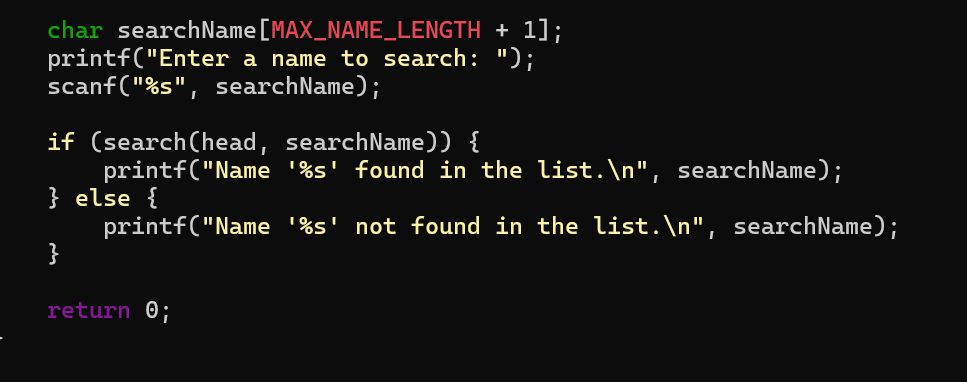 char searchName[MAX_NAME_LENGTH + 1];
printf("Enter a name to search: ");
scanf("%s", searchName);
if (search(head, searchName)) {
    printf("Name '%s' found in the list.\n", searchName);
} else {
    printf("Name '%s' not found in the list.\n", searchName);
}
return 0;